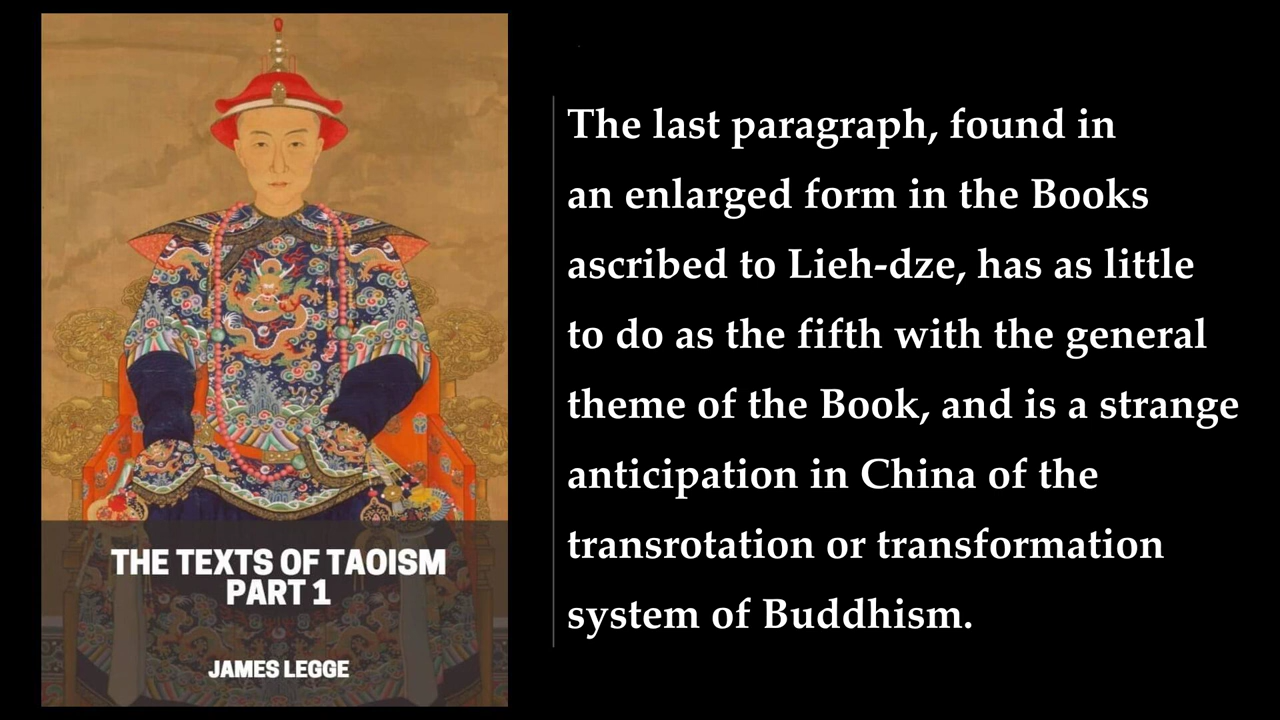 THE TEXTS OF TAOISM
PART 1
JAMES LEGGE
The last paragraph, found in
an enlarged form in the Books
ascribed to Lieh-dze, has as little
to do as the fifth with the general
theme of the Book, and is a strange
anticipation in China of the
transrotation or transformation
system of Buddhism.